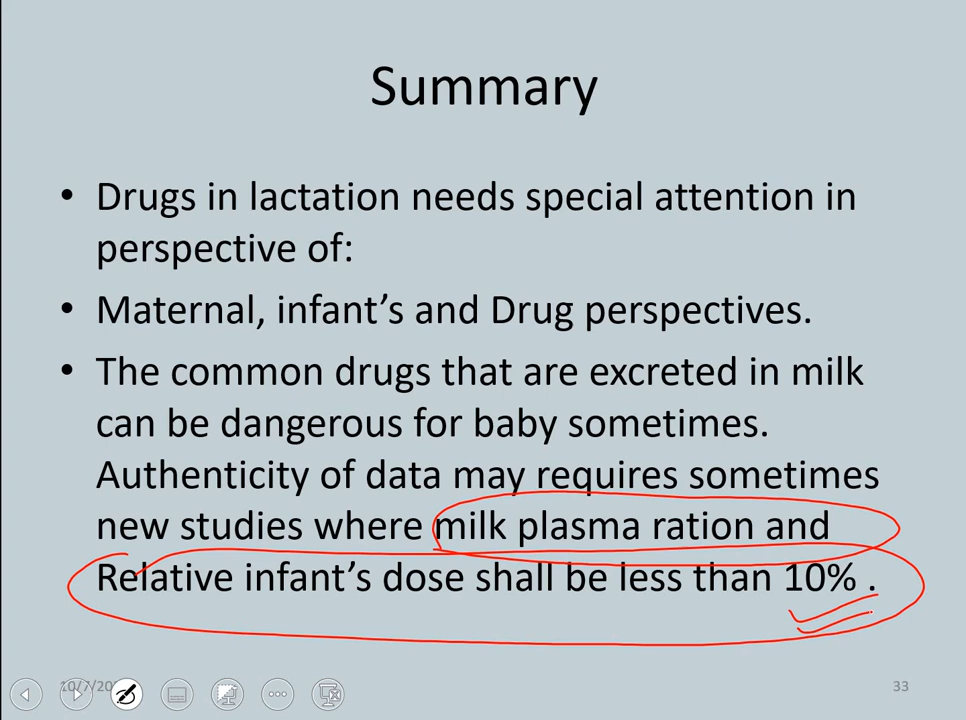 Summary
• Drugs in lactation needs special attention in
perspective of:
• Maternal, infant’s and Drug perspectives.
• The common drugs that are excreted in milk
can be dangerous for baby sometimes.
Authenticity of data may requires sometimes
new studies where milk plasma ration and
Relative infant’s dose shall be less than 10% .
33